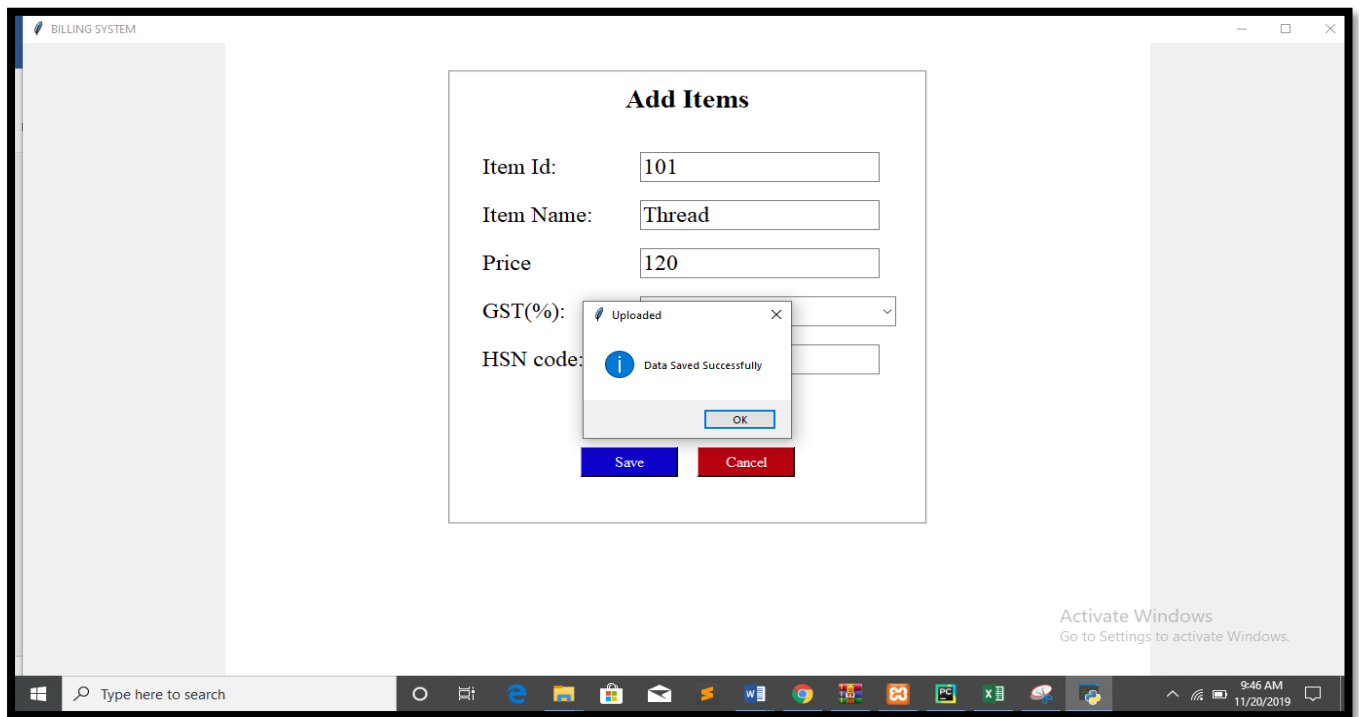 BILLING SYSTEM
Add Items
Item Id: 101
Item Name: Thread
Price 120
GST(%):
Uploaded
HSN code:
Data Saved Successfully
OK
Save Cancel
Activate Windows
Go to Settings to activate Windows.
Type here to search
9:46 AM
11/20/2019